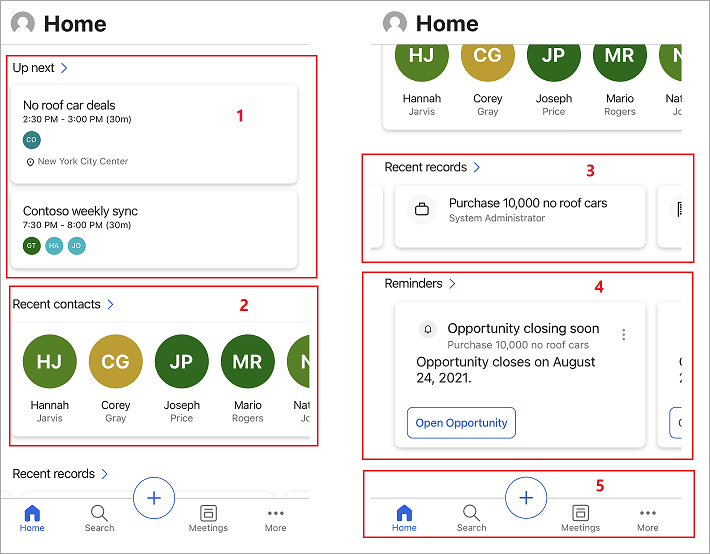 Home
Up next
1
No roof car deals
2:30 PM - 3:00 PM (30m)
CO
New York City Center
Contoso weekly sync
7:30 PM - 8:00 PM (30m)
GT HA JO
Recent contacts
2
HJ CG JP MR N
Hannah Corey Joseph Mario Nat
Jarvis Gray Price Rogers J
Recent records
Home Search Meetings More
Home
HJ CG JP MR
Hannah Corey Joseph Mario Nat
Jarvis Gray Price Rogers J
Recent records
3
Purchase 10,000 no roof cars
System Administrator
Reminders
4
Opportunity closing soon
Purchase 10,000 no roof cars
Opportunity closes on August
24, 2021.
Open Opportunity
5
Home Search Meetings More